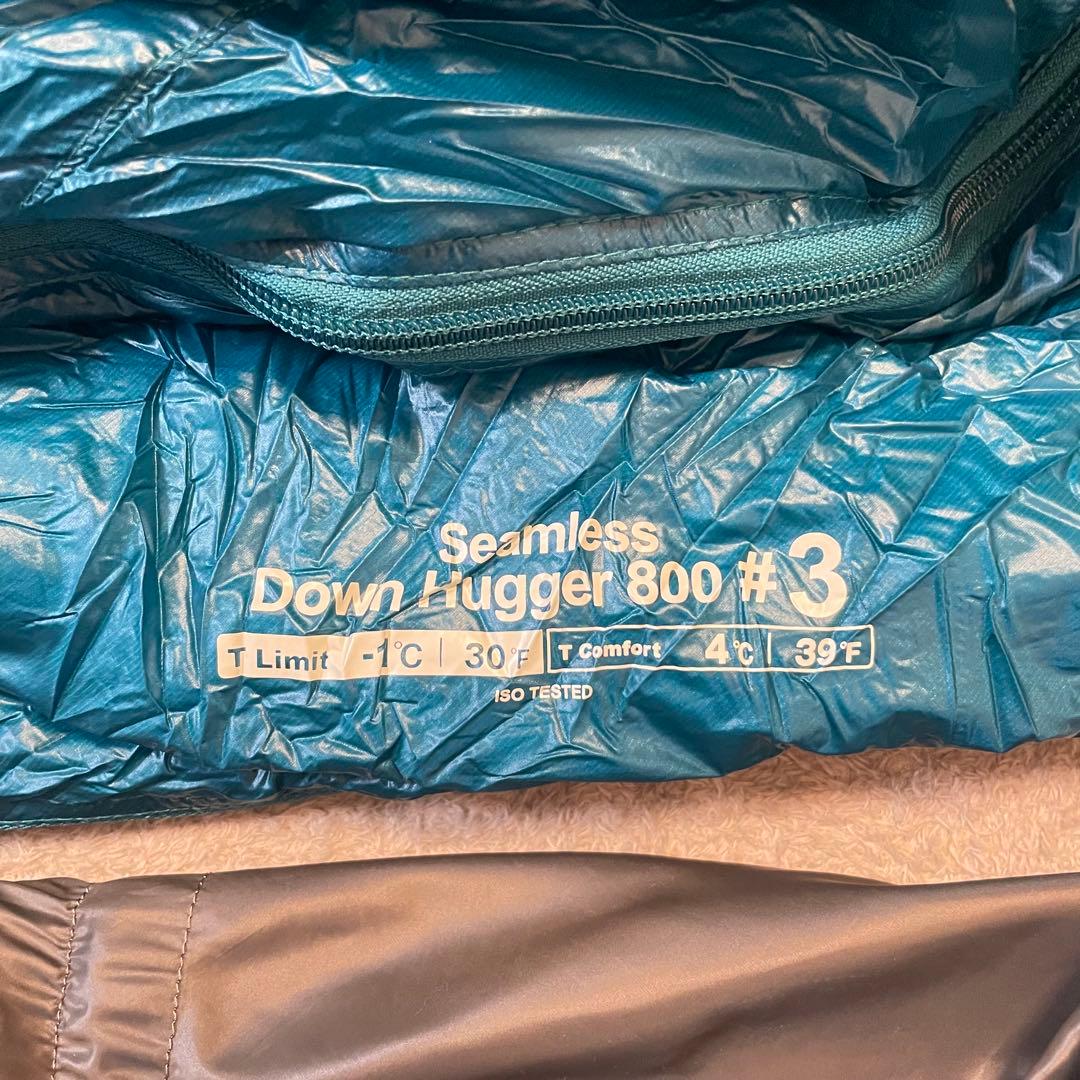 Seamless
Down Hugger 800 #3
T Limit -1℃ | 30°F T Comfort 4℃ | 39°F
ISO TESTED